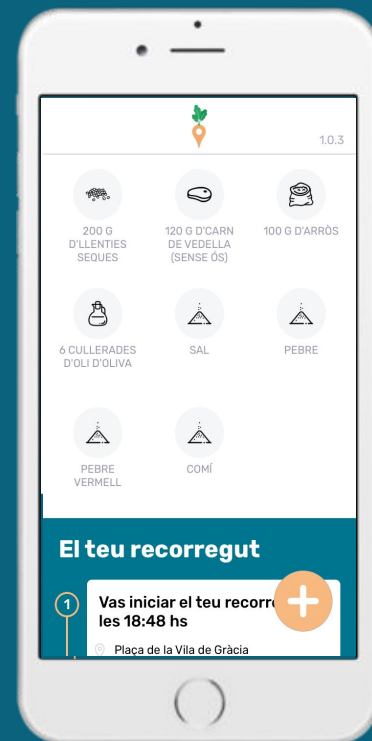 1.0.3
200 G
D'LLENTIES
SEQUES
120 G D'CARN
DE VEDELLA
(SENSE ÓS)
100 G D'ARRÒS
6 CULLERADES
D'OLI D'OLIVA
SAL
PEBRE
PEBRE
VERMELL
COMÍ
El teu recorregut
1
Vas iniciar el teu
les 18:48 hs
Plaça de la Vila de Gràcia